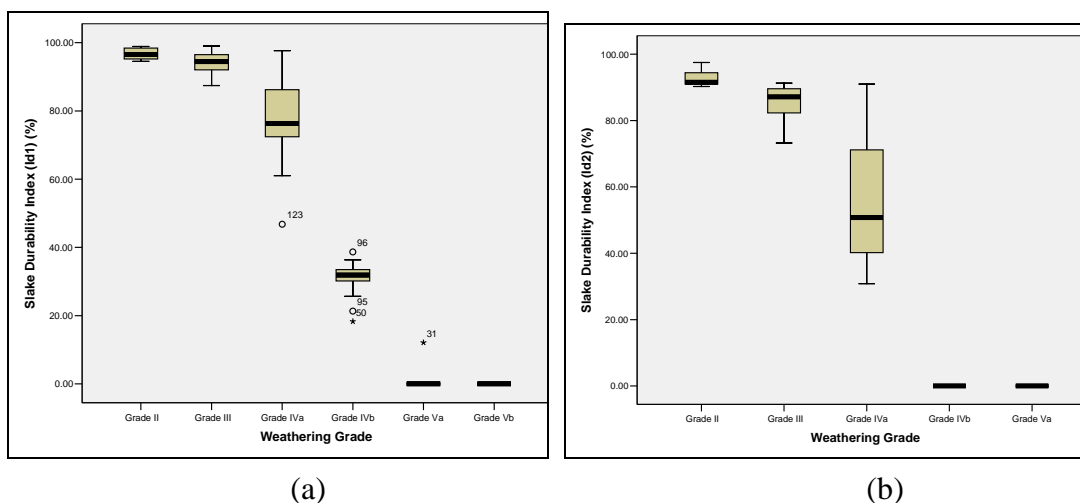 100.00
80.00
60.00
40.00
20.00
0.00
Slake Durability Index (Id1) (%)
123
96
95
50
31
Grade II Grade III Grade IVa Grade IVb Grade Va Grade Vb
Weathering Grade
(a)
100.00
80.00
60.00
40.00
20.00
0.00
Slake Durability Index (Id2) (%)
Grade II Grade III Grade IVa Grade IVb Grade Va
Weathering Grade
(b)